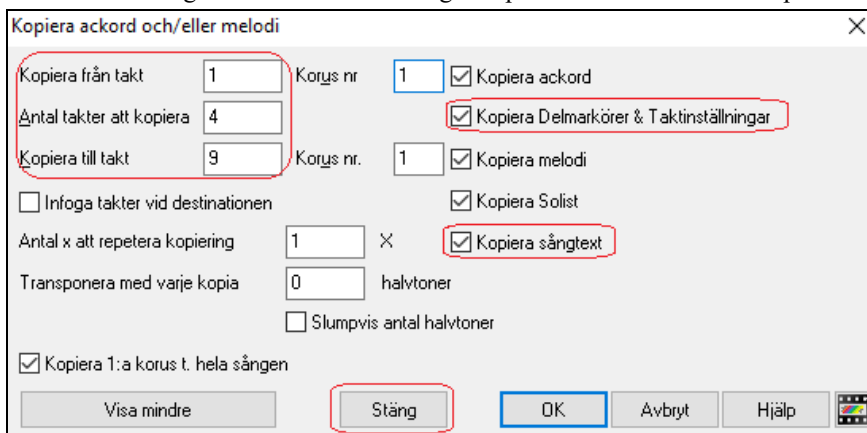 Kopiera ackord och/eller melodi
Kopiera från takt 1 Korus nr 1 Kopiera ackord
Antal takter att kopiera 4 Kopiera Delmarkörer & Taktinställningar
Kopiera till takt 9 Korus nr. 1 Kopiera melodi
Infoga takter vid destinationen Kopiera Solist
Antal x att repetera kopiering 1 X Kopiera sångtext
Transponera med varje kopia 0 halvtoner
Slumpvis antal halvtoner
Kopiera 1:a korus t. hela sången
Visa mindre Stäng OK Avbryt Hjälp